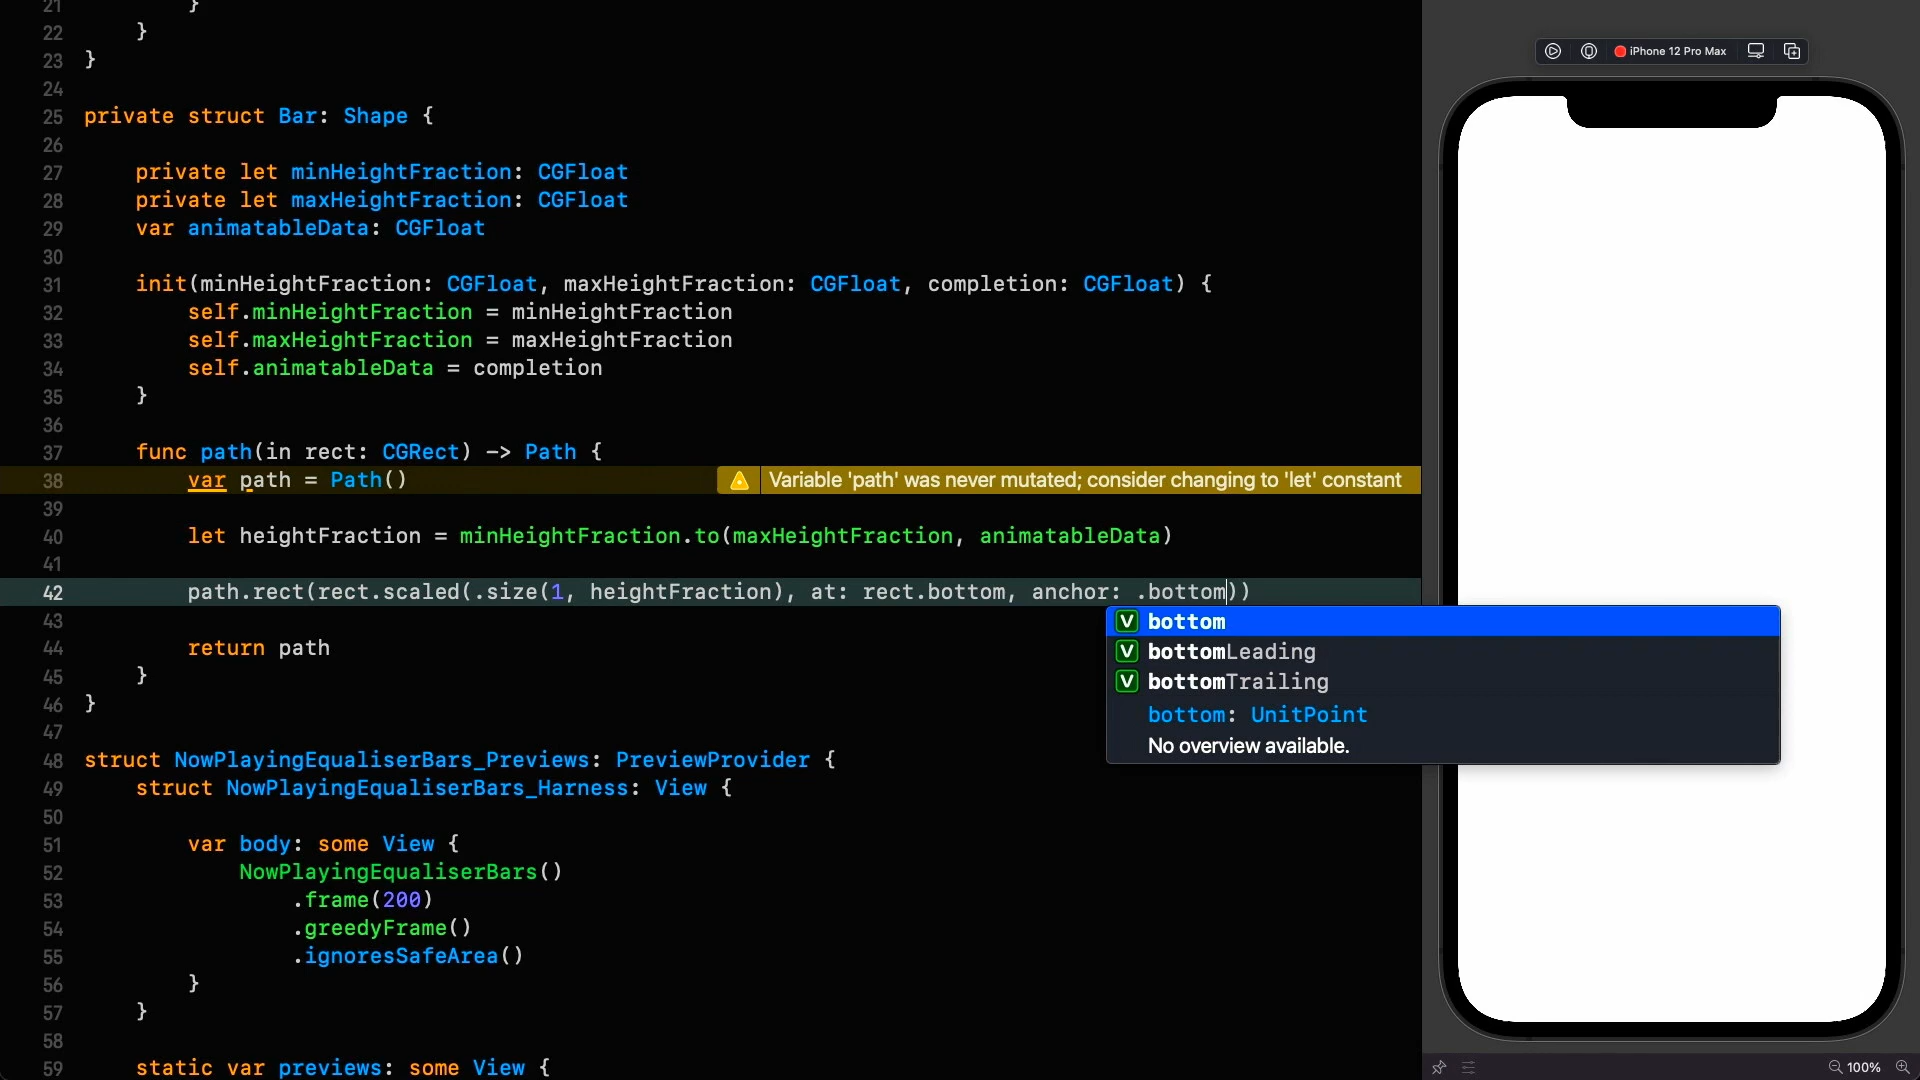 21 }
22 }
23 }
24
25 private struct Bar: Shape {
26
27 private let minHeightFraction: CGFloat
28 private let maxHeightFraction: CGFloat
29 var animatableData: CGFloat
30
31 init(minHeightFraction: CGFloat, maxHeightFraction: CGFloat, completion: CGFloat) {
32 self.minHeightFraction = minHeightFraction
33 self.maxHeightFraction = maxHeightFraction
34 self.animatableData = completion
35 }
36
37 func path(in rect: CGRect) -> Path {
38 var path = Path() Variable 'path' was never mutated; consider changing to 'let' constant
39
40 let heightFraction = minHeightFraction.to(maxHeightFraction, animatableData)
41
42 path.rect(rect.scaled(.size(1, heightFraction), at: rect.bottom, anchor: .bottom))
43
V bottom
V bottomLeading
V bottomTrailing
bottom: UnitPoint
No overview available.
44 return path
45 }
46 }
47
48 struct NowPlayingEqualiserBars_Previews: PreviewProvider {
49 struct NowPlayingEqualiserBars_Harness: View {
50
51 var body: some View {
52 NowPlayingEqualiserBars()
53 .frame(200)
54 .greedyFrame()
55 .ignoresSafeArea()
56 }
57 }
58
59 static var previews: some View {
iPhone 12 Pro Max
100%